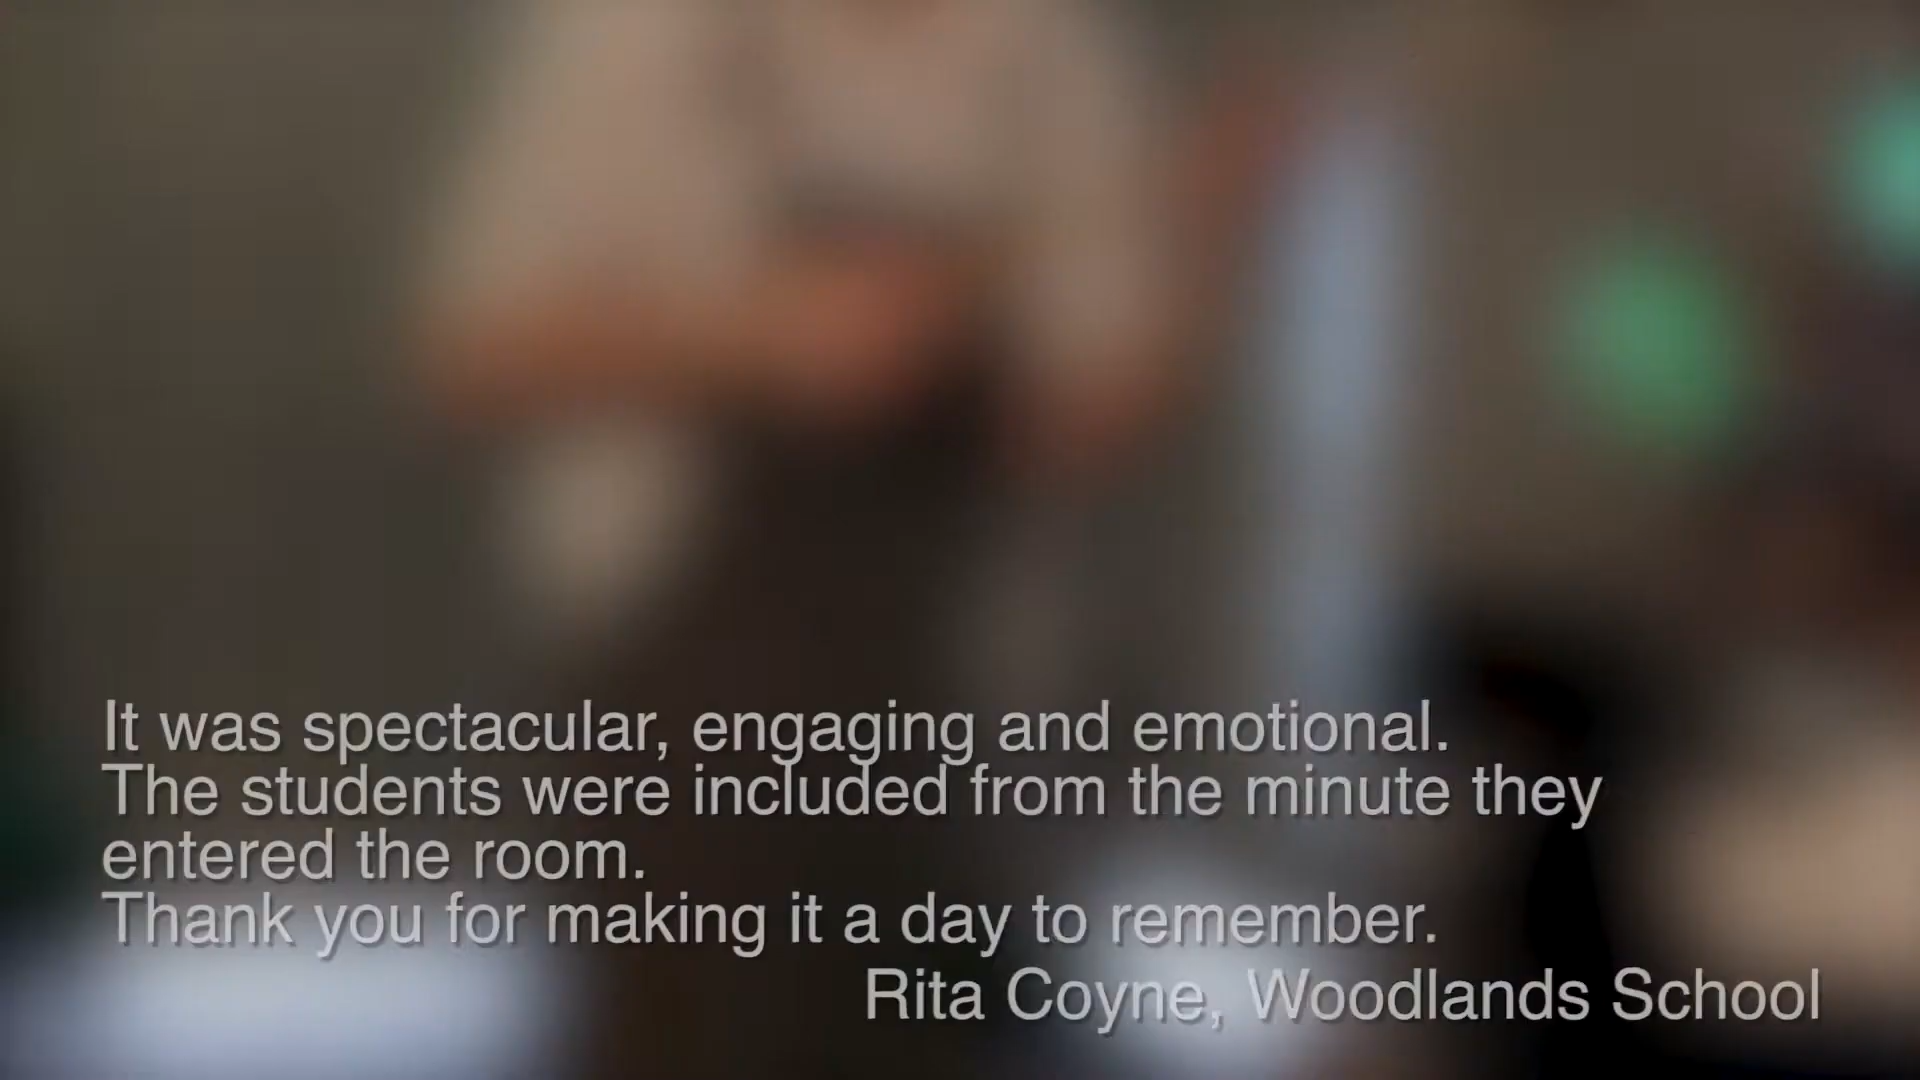 It was spectacular, engaging and emotional.
The students were included from the minute they
entered the room.
Thank you for making it a day to remember.
Rita Coyne, Woodlands School